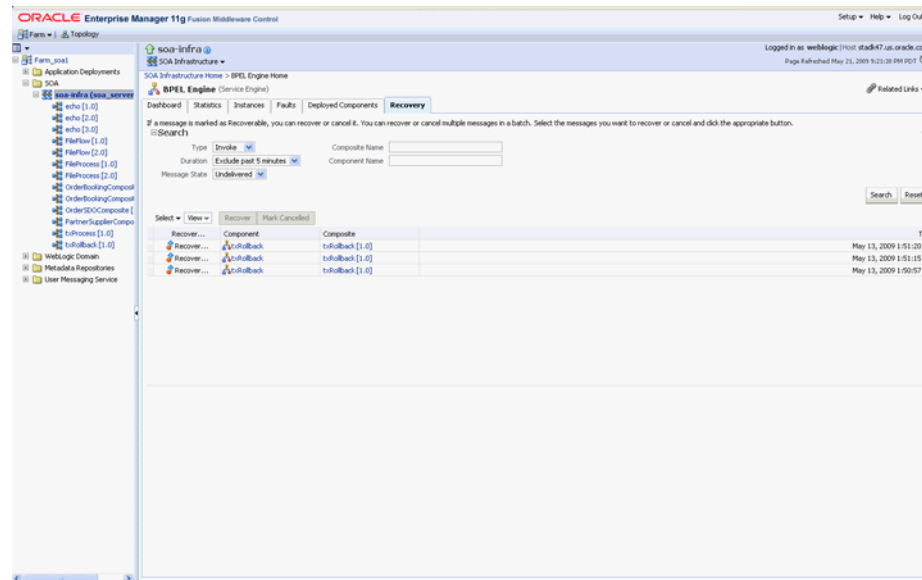 ORACLE Enterprise Manager 11g Fusion Middleware Control
Setup Help Log Ou
Farm Topology
Farm_soa1
Application Deployments
SOA
soa-infra (soa_server
echo [1.0]
echo [2.0]
echo [3.0]
FileFlow [1.0]
FileFlow [2.0]
FileProcess [1.0]
FileProcess [2.0]
OrderBookingComposi
OrderBookingComposi
OrderSDOComposite [
PartnerSupplierCompo
txProcess [1.0]
txRollback [1.0]
WebLogic Domain
Metadata Repositories
User Messaging Service
soa-infra
SOA Infrastructure
Logged in as weblogic|Host stadk47.us.oracle.co
Page Refreshed May 21, 2009 9:21:38 PM PDT
SOA Infrastructure Home > BPEL Engine Home
BPEL Engine (Service Engine)
Related Links
Dashboard Statistics Instances Faults Deployed Components Recovery
If a message is marked as Recoverable, you can recover or cancel it. You can recover or cancel multiple messages in a batch. Select the messages you want to recover or cancel and click the appropriate button.
Search
Type Invoke Composite Name
Duration Exclude past 5 minutes Component Name
Message State Undelivered
Search Reset
Select View Recover Mark Cancelled
Recover... Component Composite T
Recover... txRollback txRollback [1.0] May 13, 2009 1:51:20
Recover... txRollback txRollback [1.0] May 13, 2009 1:51:15
Recover... txRollback txRollback [1.0] May 13, 2009 1:50:57